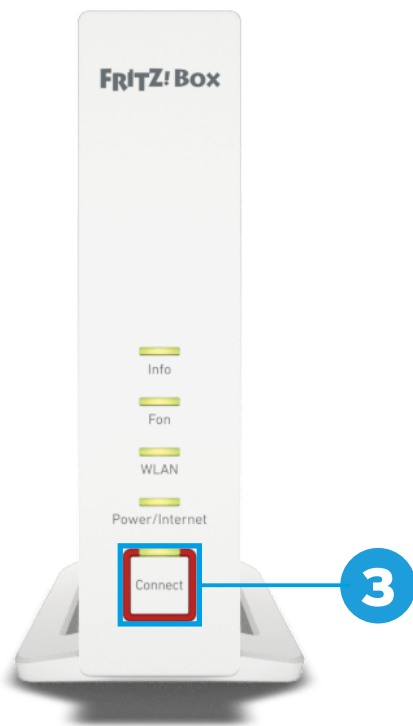 FRITZ! BOX
Info
Fon
WLAN
Power/Internet
Connect
3